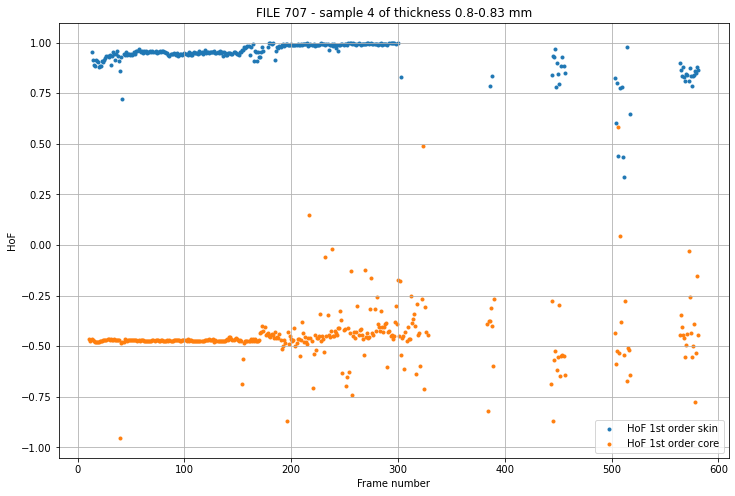 FILE 707 - sample 4 of thickness 0.8-0.83 mm
1.00
0.75
0.50
0.25
0.00
−0.25
−0.50
−0.75
−1.00
HoF
0 100 200 300 400 500 600
Frame number
HoF 1st order skin
HoF 1st order core